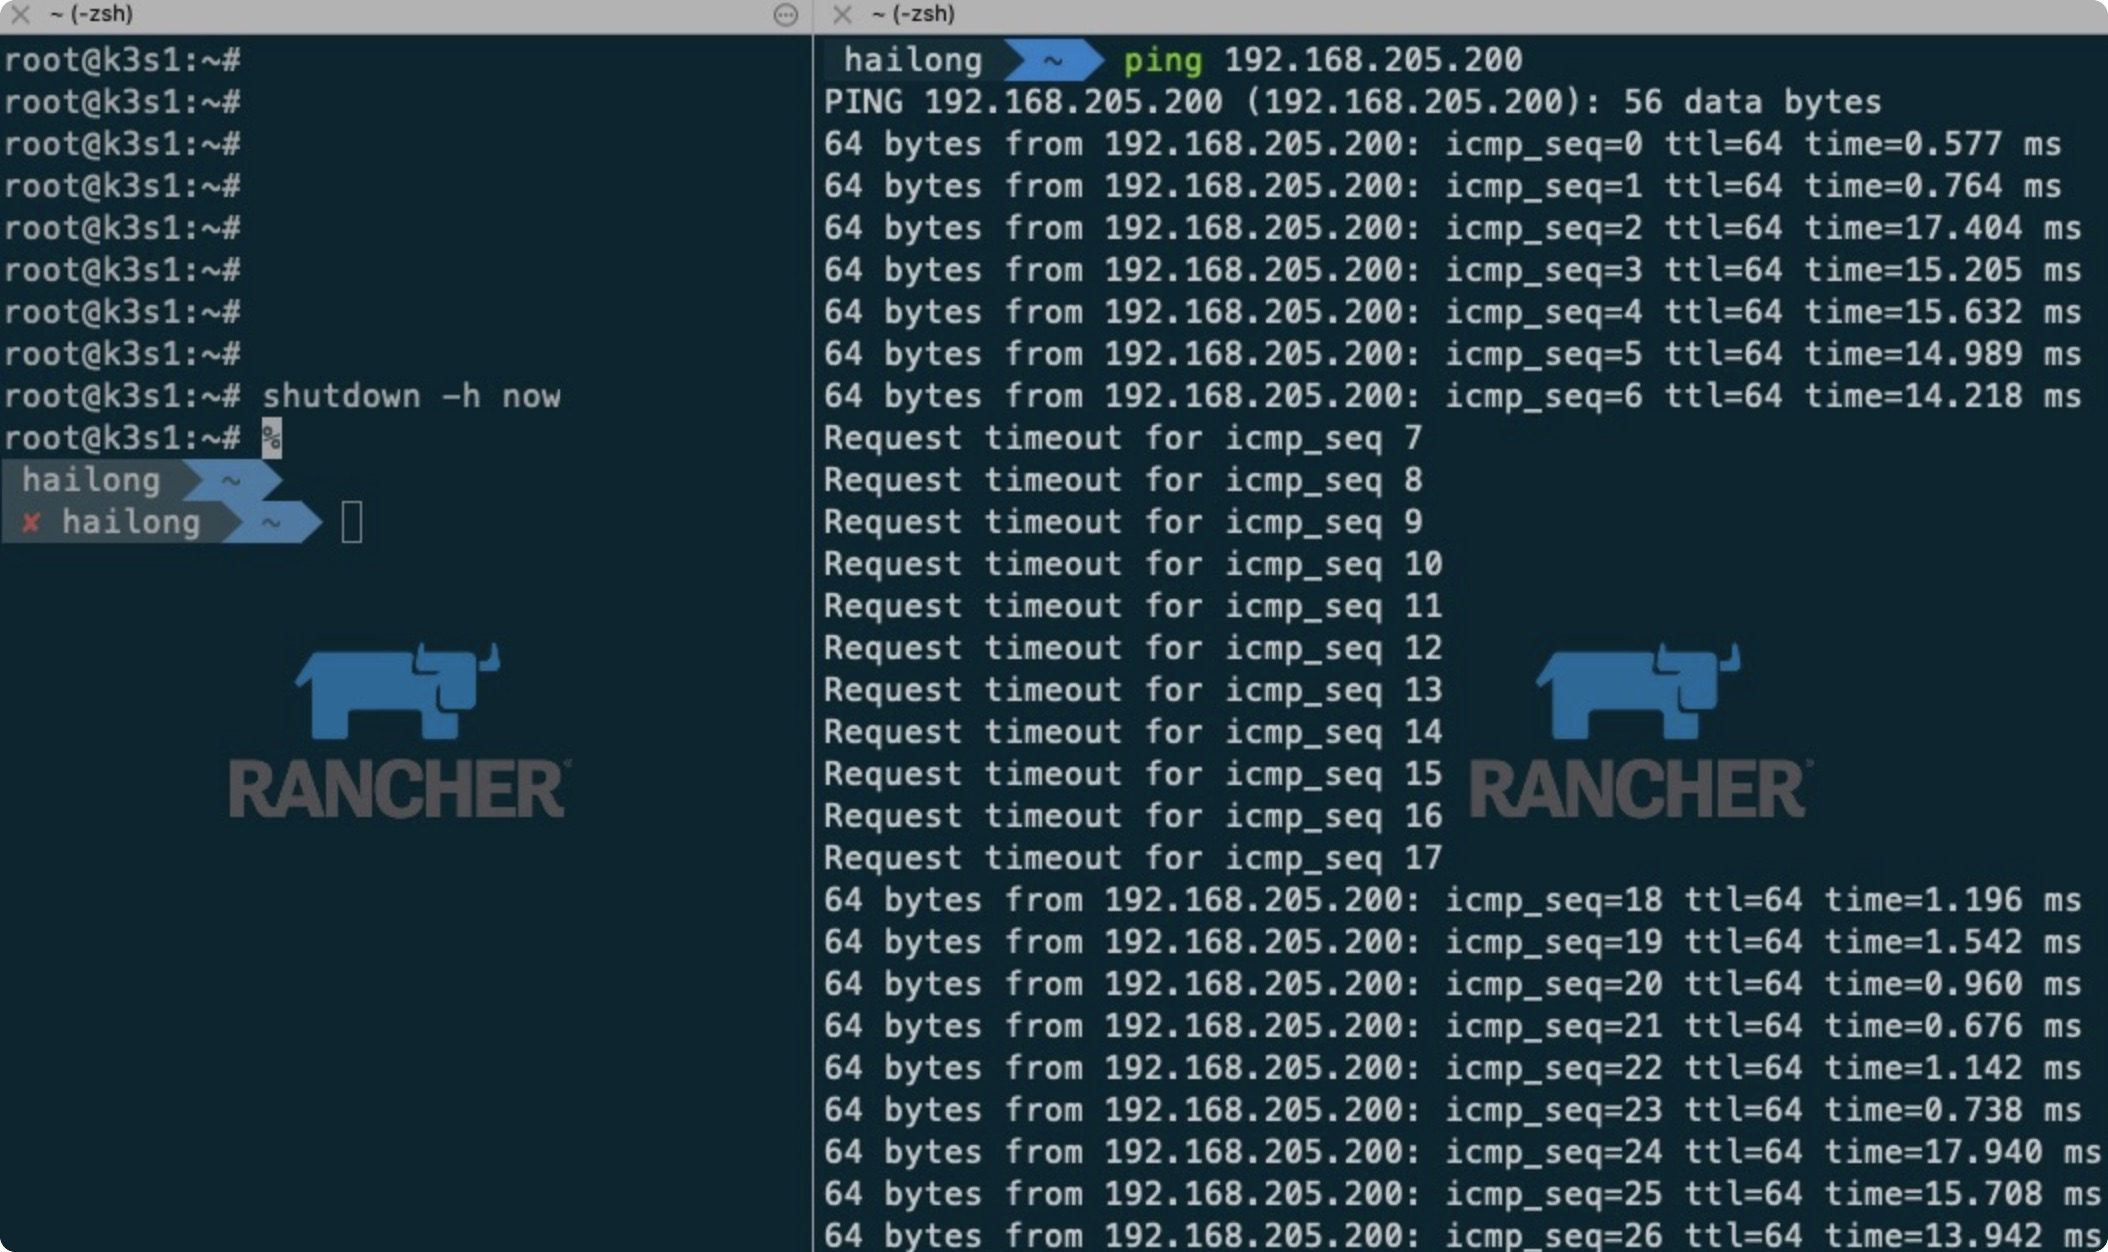 ~ (-zsh)
root@k3s1:~#
root@k3s1:~#
root@k3s1:~#
root@k3s1:~#
root@k3s1:~#
root@k3s1:~#
root@k3s1:~#
root@k3s1:~#
root@k3s1:~# shutdown -h now
root@k3s1:~# %
hailong ~
✘ hailong ~
RANCHER
~ (-zsh)
hailong ~ ping 192.168.205.200
PING 192.168.205.200 (192.168.205.200): 56 data bytes
64 bytes from 192.168.205.200: icmp_seq=0 ttl=64 time=0.577 ms
64 bytes from 192.168.205.200: icmp_seq=1 ttl=64 time=0.764 ms
64 bytes from 192.168.205.200: icmp_seq=2 ttl=64 time=17.404 ms
64 bytes from 192.168.205.200: icmp_seq=3 ttl=64 time=15.205 ms
64 bytes from 192.168.205.200: icmp_seq=4 ttl=64 time=15.632 ms
64 bytes from 192.168.205.200: icmp_seq=5 ttl=64 time=14.989 ms
64 bytes from 192.168.205.200: icmp_seq=6 ttl=64 time=14.218 ms
Request timeout for icmp_seq 7
Request timeout for icmp_seq 8
Request timeout for icmp_seq 9
Request timeout for icmp_seq 10
Request timeout for icmp_seq 11
Request timeout for icmp_seq 12
Request timeout for icmp_seq 13
Request timeout for icmp_seq 14
Request timeout for icmp_seq 15
Request timeout for icmp_seq 16
Request timeout for icmp_seq 17
64 bytes from 192.168.205.200: icmp_seq=18 ttl=64 time=1.196 ms
64 bytes from 192.168.205.200: icmp_seq=19 ttl=64 time=1.542 ms
64 bytes from 192.168.205.200: icmp_seq=20 ttl=64 time=0.960 ms
64 bytes from 192.168.205.200: icmp_seq=21 ttl=64 time=0.676 ms
64 bytes from 192.168.205.200: icmp_seq=22 ttl=64 time=1.142 ms
64 bytes from 192.168.205.200: icmp_seq=23 ttl=64 time=0.738 ms
64 bytes from 192.168.205.200: icmp_seq=24 ttl=64 time=17.940 ms
64 bytes from 192.168.205.200: icmp_seq=25 ttl=64 time=15.708 ms
64 bytes from 192.168.205.200: icmp_seq=26 ttl=64 time=13.942 ms
RANCHER